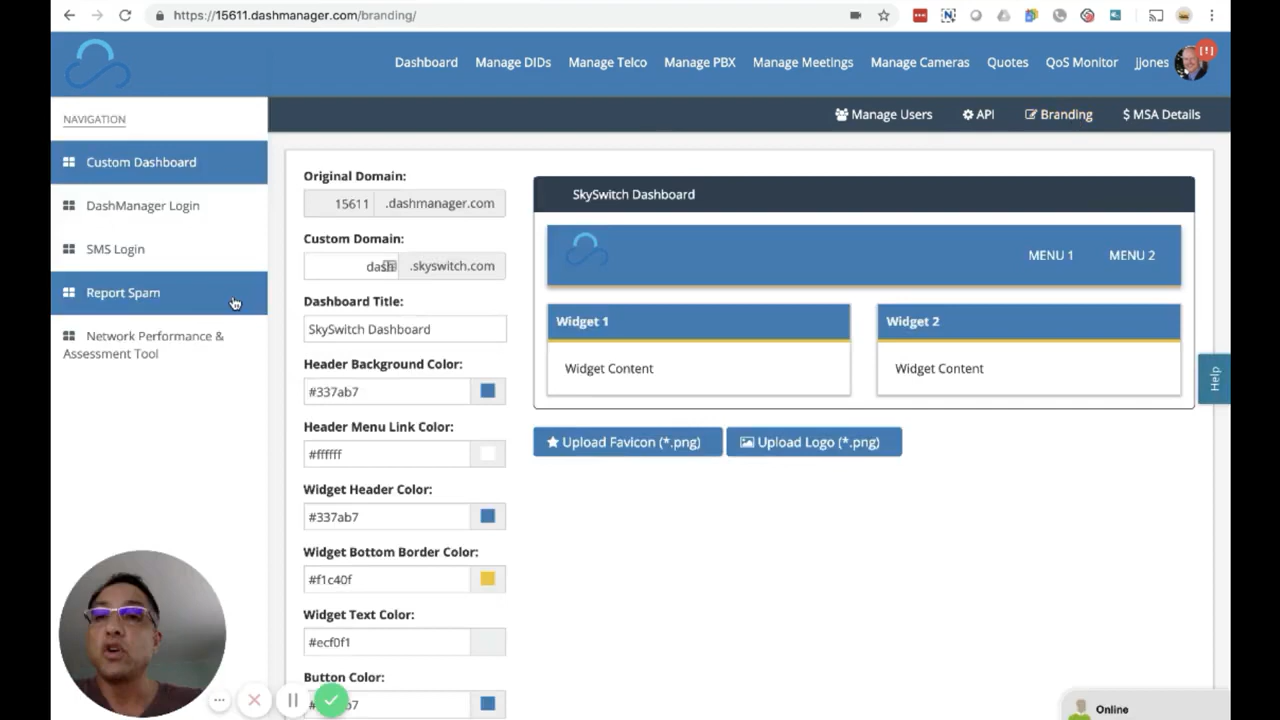 https://15611.dashmanager.com/branding/
Dashboard
Manage DIDs
Manage Telco
Manage PBX
Manage Meetings
Manage Cameras
Quotes
QoS Monitor
JJones
[!]
NAVIGATION
Manage Users
API
Branding
$ MSA Details
Custom Dashboard
DashManager Login
SMS Login
Report Spam
Network Performance &
Assessment Tool
Original Domain:
15611 .dashmanager.com
Custom Domain:
dash .skyswitch.com
Dashboard Title:
SkySwitch Dashboard
Header Background Color:
#337ab7
Header Menu Link Color:
#ffffff
Widget Header Color:
#337ab7
Widget Bottom Border Color:
#f1c40f
Widget Text Color:
#ecf0f1
Button Color:
SkySwitch Dashboard
MENU 1
MENU 2
Widget 1
Widget Content
Widget 2
Widget Content
Upload Favicon (*.png)
Upload Logo (*.png)
Help
Online